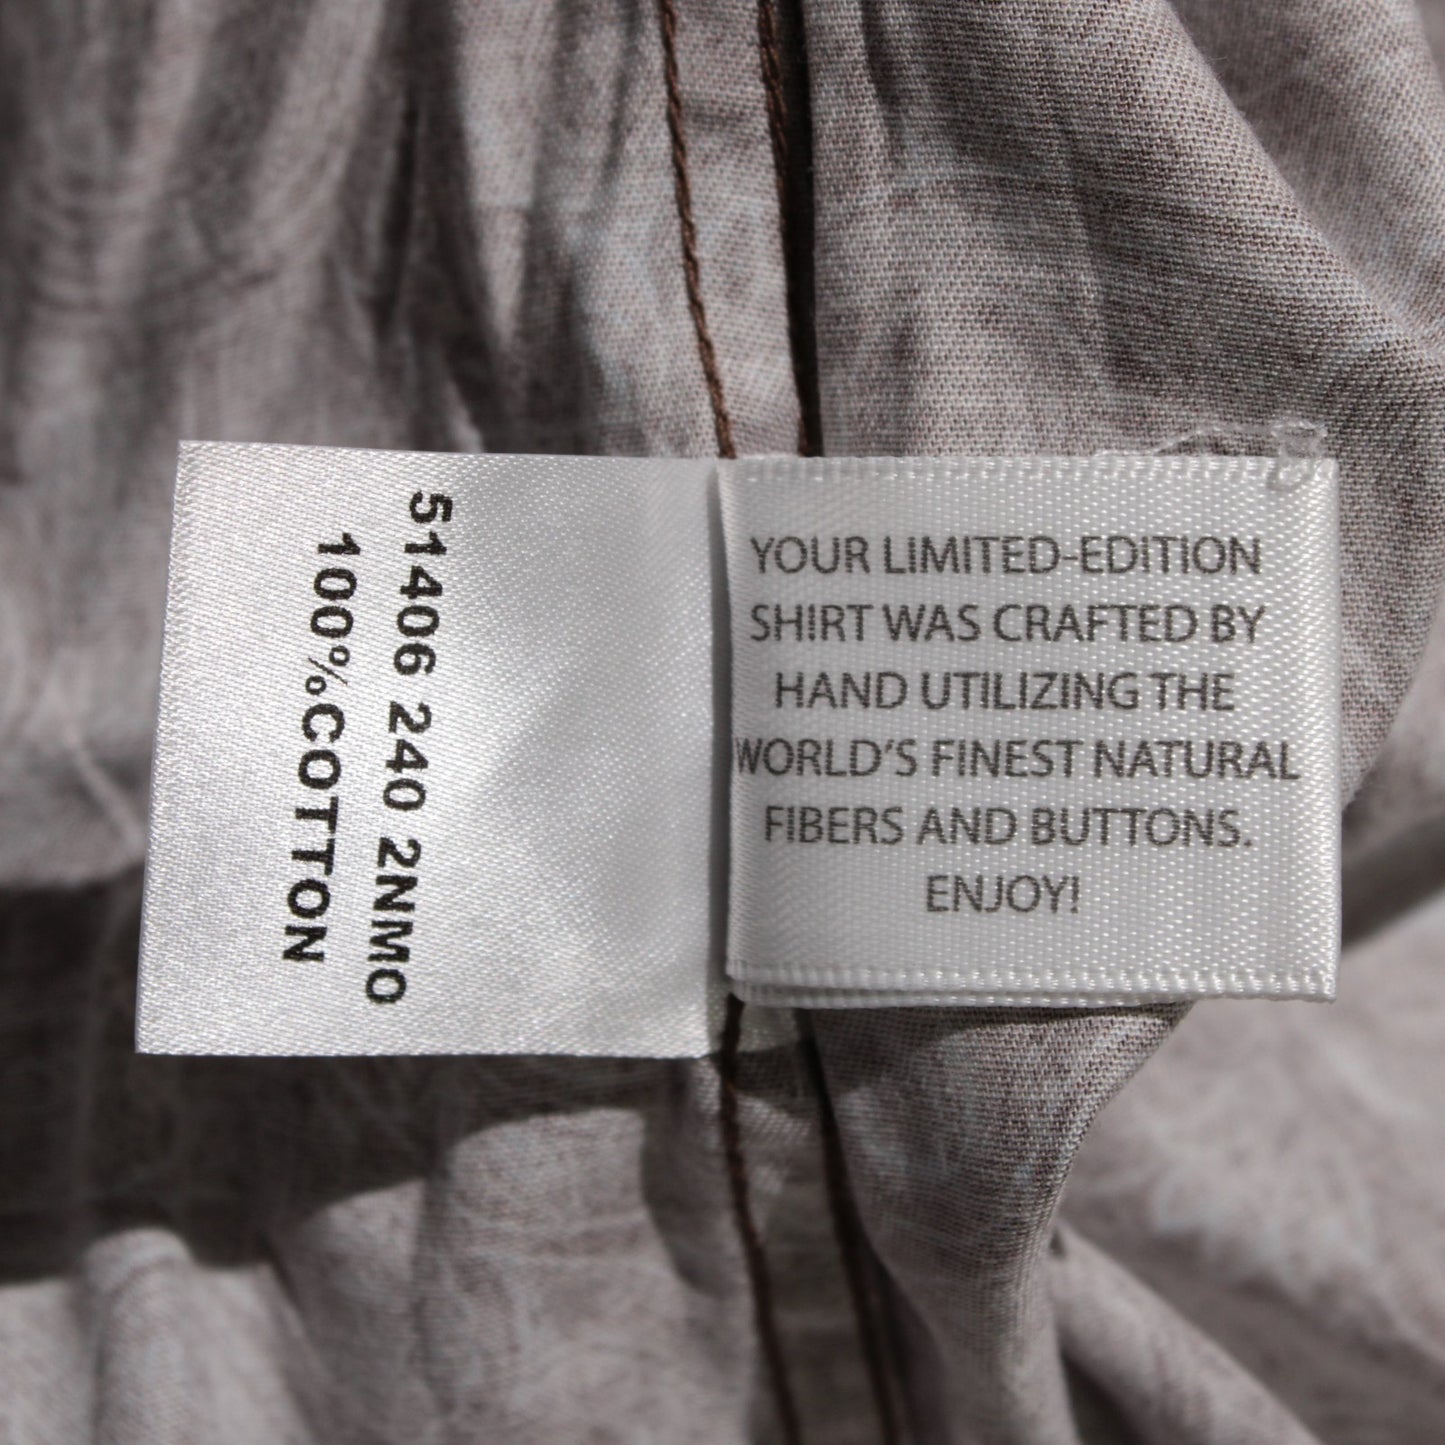 51406 240 2NMO
100%COTTON
YOUR LIMITED-EDITION
SHIRT WAS CRAFTED BY
HAND UTILIZING THE
WORLD'S FINEST NATURAL
FIBERS AND BUTTONS.
ENJOY!